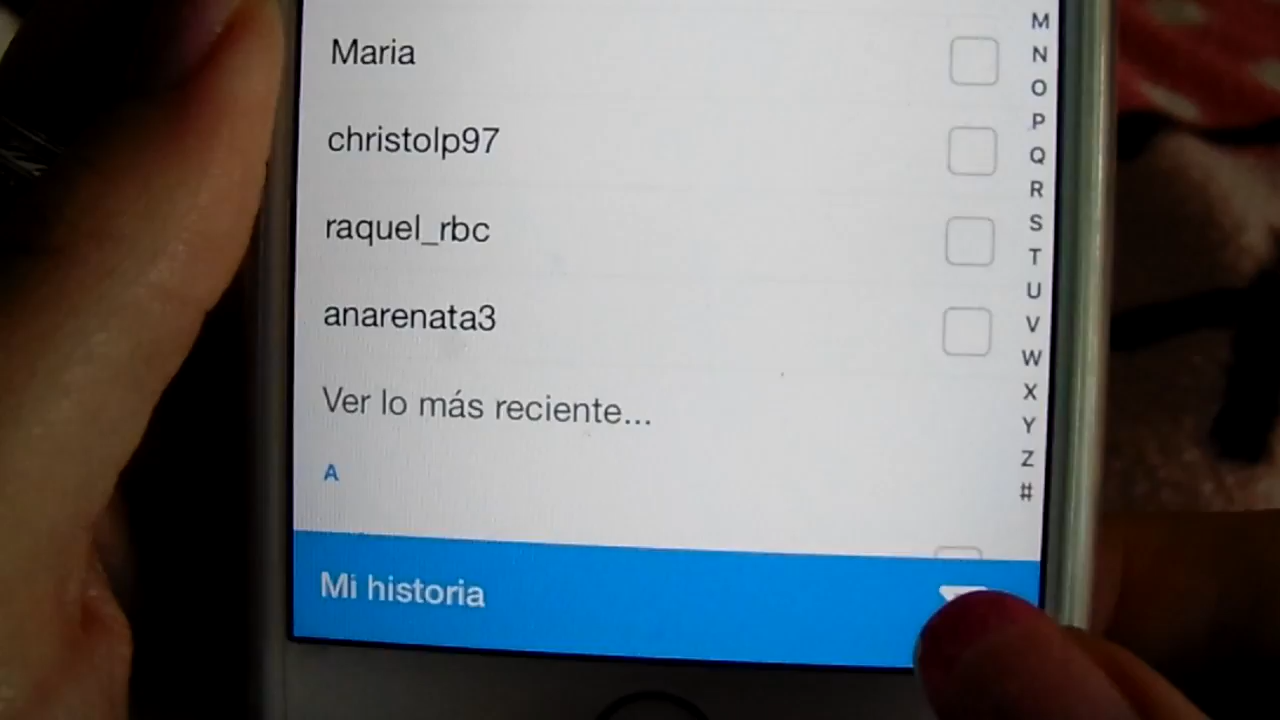 Maria
christolp97
raquel_rbc
anarenata3
Ver lo más reciente...
A
Mi historia
M
N
O
P
Q
R
S
T
U
V
W
X
Y
Z
#